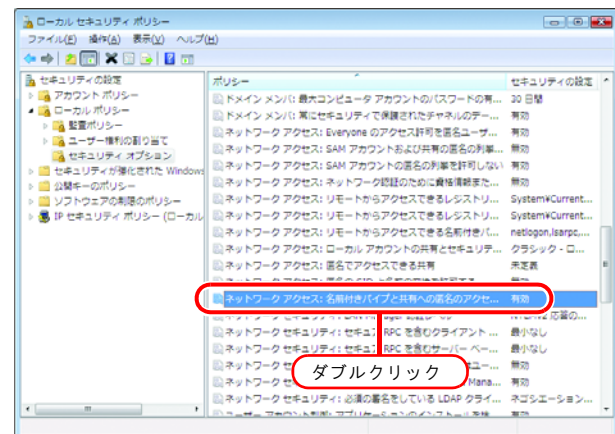 ローカル セキュリティ ポリシー
ファイル(F) 操作(A) 表示(V) ヘルプ(H)
セキュリティの設定
アカウント ポリシー
ローカル ポリシー
監査ポリシー
ユーザー権利の割り当て
セキュリティ オプション
セキュリティが強化された Windows
公開キーのポリシー
ソフトウェアの制限のポリシー
IP セキュリティ ポリシー (ローカル
ポリシー セキュリティの設定
ドメイン メンバ: 最大コンピュータ アカウントのパスワードの有... 30 日間
ドメイン メンバ: 常にセキュリティで保護されたチャネルのデー... 有効
ネットワーク アクセス: Everyone のアクセス許可を匿名ユーザ... 無効
ネットワーク アクセス: SAM アカウントおよび共有の匿名の列挙... 無効
ネットワーク アクセス: SAM アカウントの匿名の列挙を許可しない 有効
ネットワーク アクセス: ネットワーク認証のために資格情報また... 無効
ネットワーク アクセス: リモートからアクセスできるレジストリ... System¥Current...
ネットワーク アクセス: リモートからアクセスできるレジストリ... System¥Current...
ネットワーク アクセス: リモートからアクセスできる名前付きパ... netlogon,lsarpc,...
ネットワーク アクセス: ローカル アカウントの共有とセキュリテ... クラシック - ロ...
ネットワーク アクセス: 匿名でアクセスできる共有 未定義
ネットワーク アクセス: 名前付きパイプと共有への匿名のアクセ... 有効
ネットワーク セキュリティ: セキュ RPC を含むクライアント ... 最小なし
ネットワーク セキュリティ: セキュ RPC を含むサーバー ベー... 最小なし
ネットワーク セ ユー... 無効
ネットワーク セ Mana... 有効
ダブルクリック
ネットワーク セキュリティ: 必須の署名をしている LDAP クライ... ネゴシエーション...